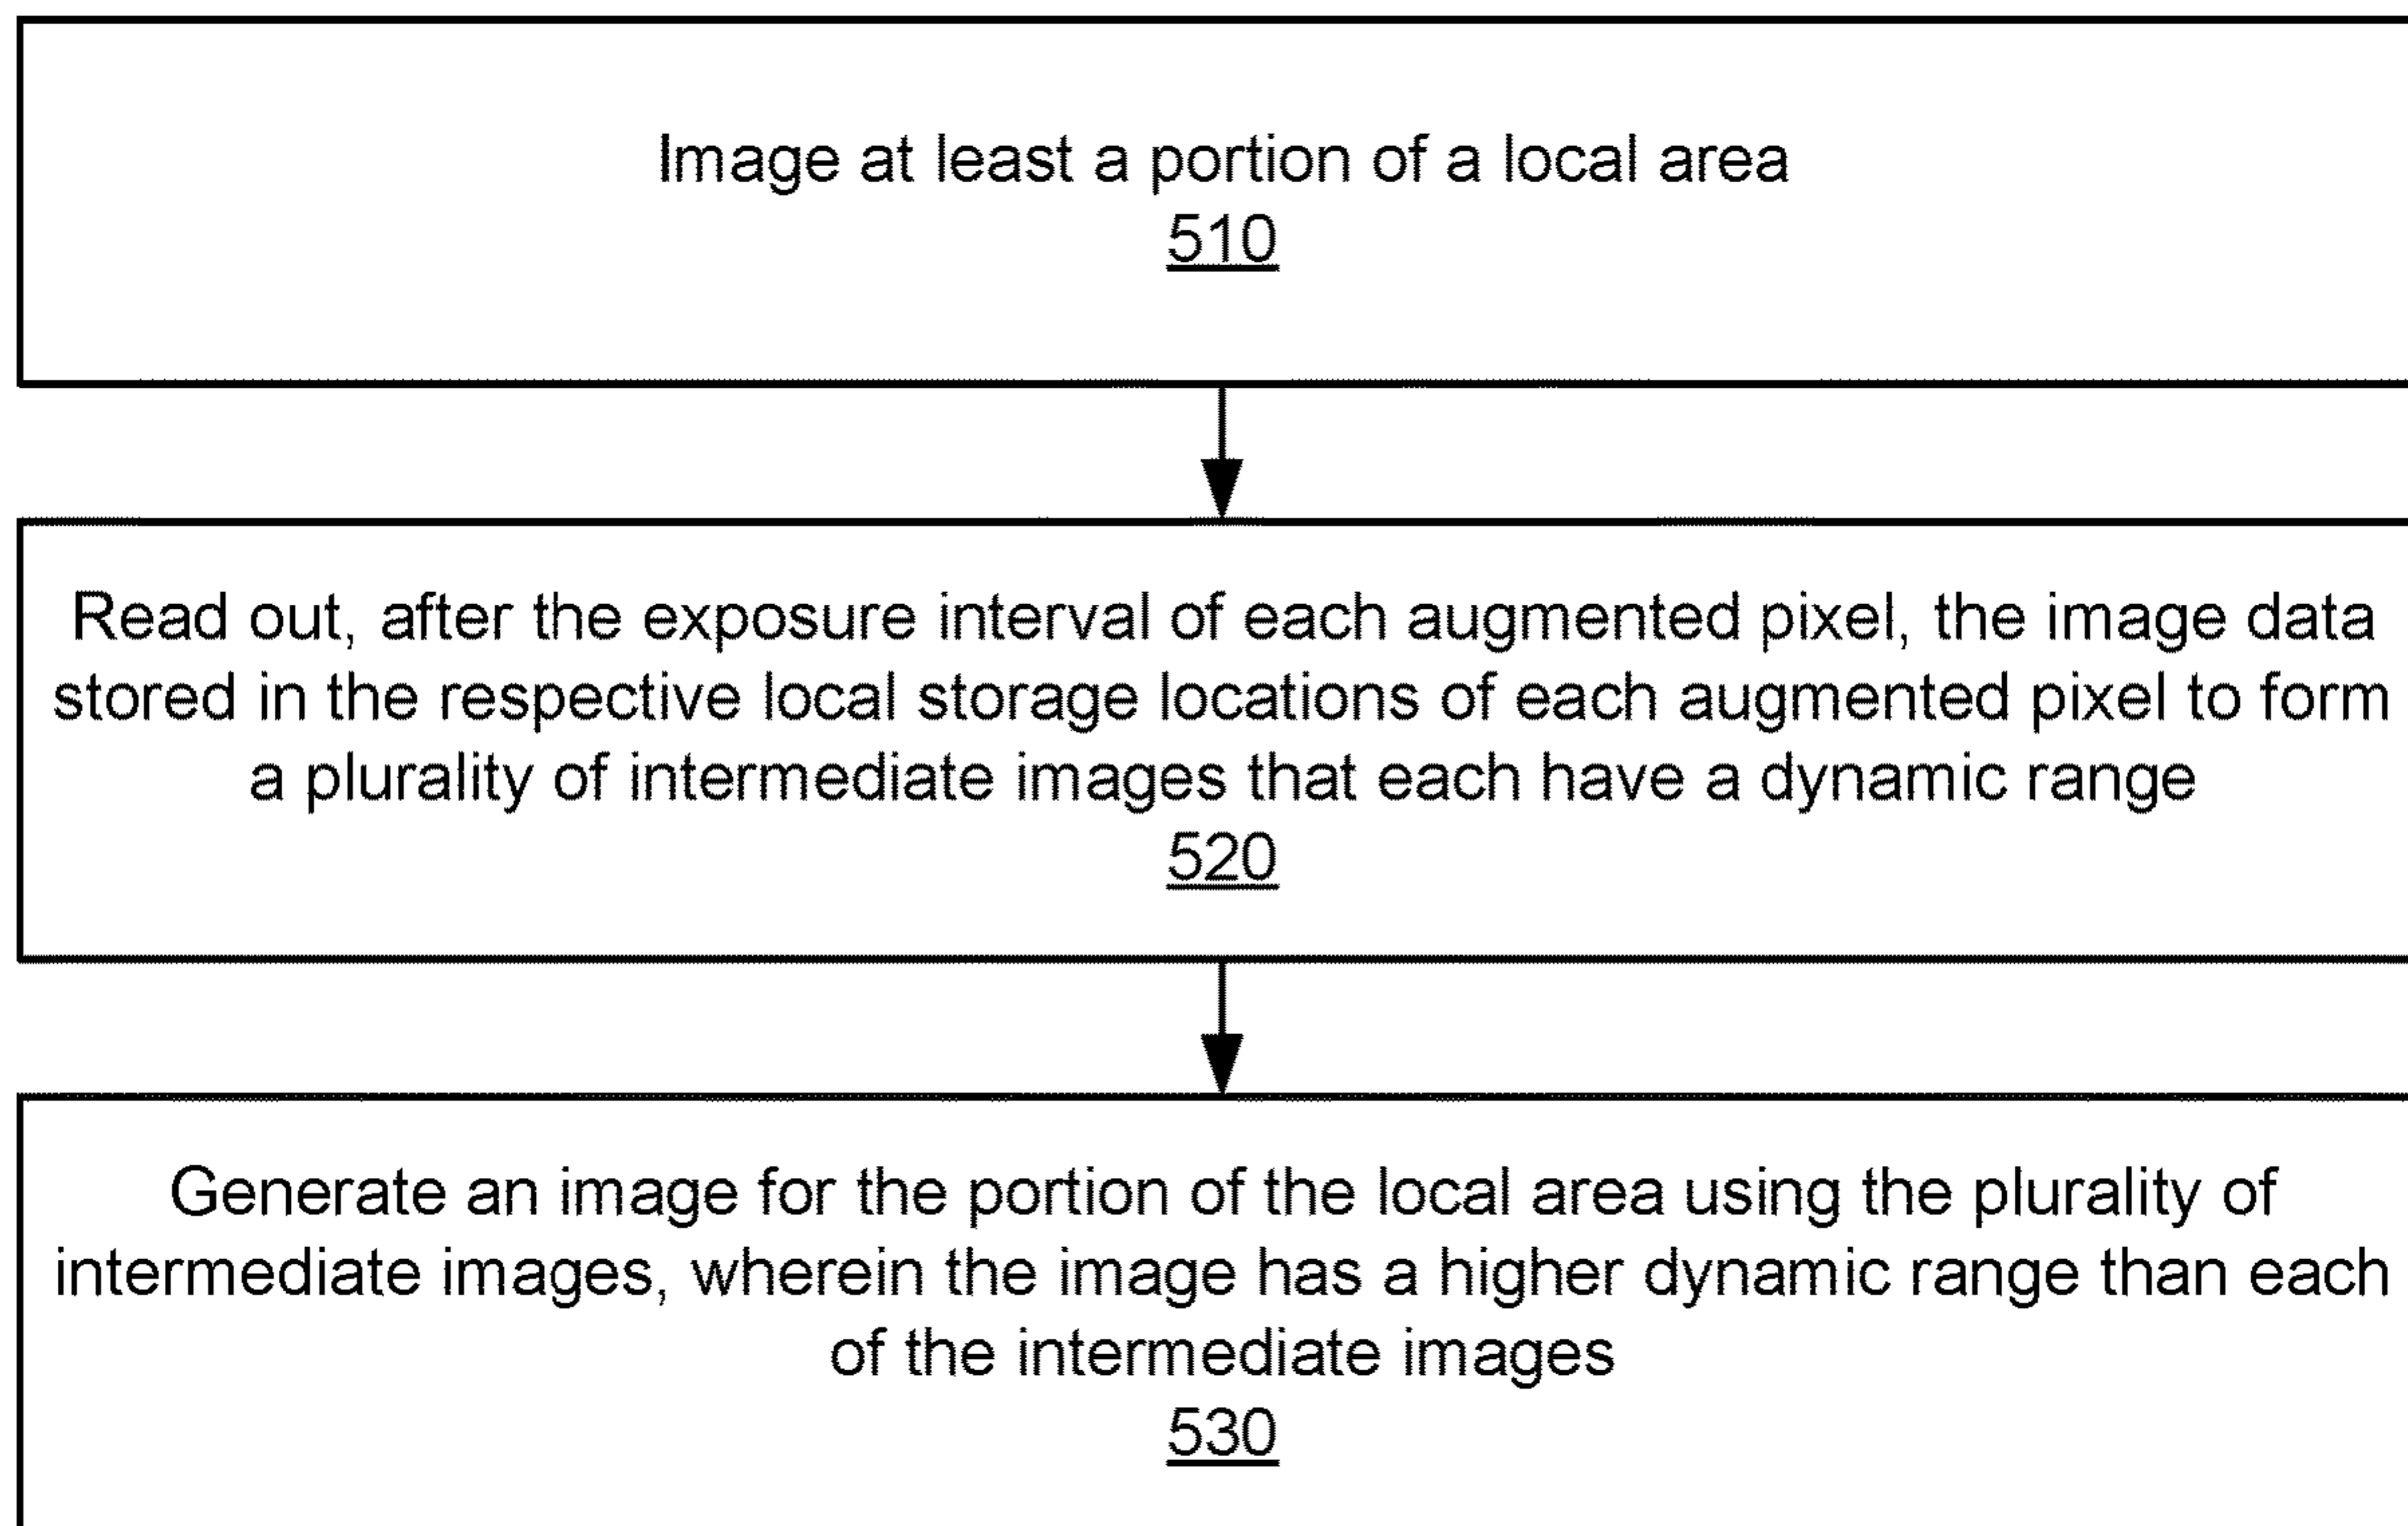 Image at least a portion of a local area
510
Read out, after the exposure interval of each augmented pixel, the image data
stored in the respective local storage locations of each augmented pixel to form
a plurality of intermediate images that each have a dynamic range
520
Generate an image for the portion of the local area using the plurality of
intermediate images, wherein the image has a higher dynamic range than each
of the intermediate images
530